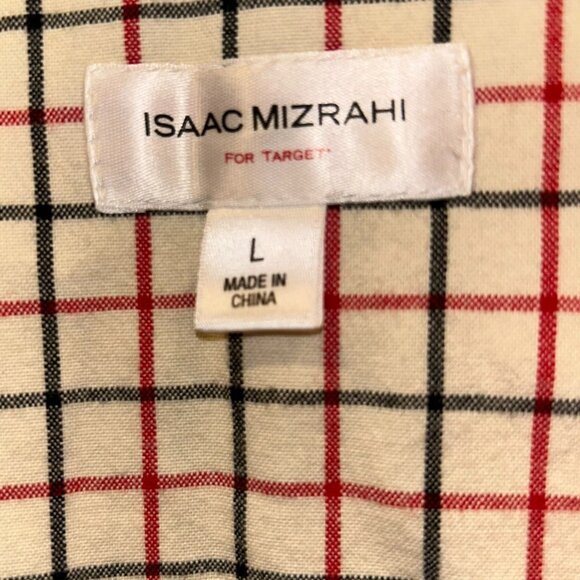 ISAAC MIZRAHI
FOR TARGET
L
MADE IN
CHINA